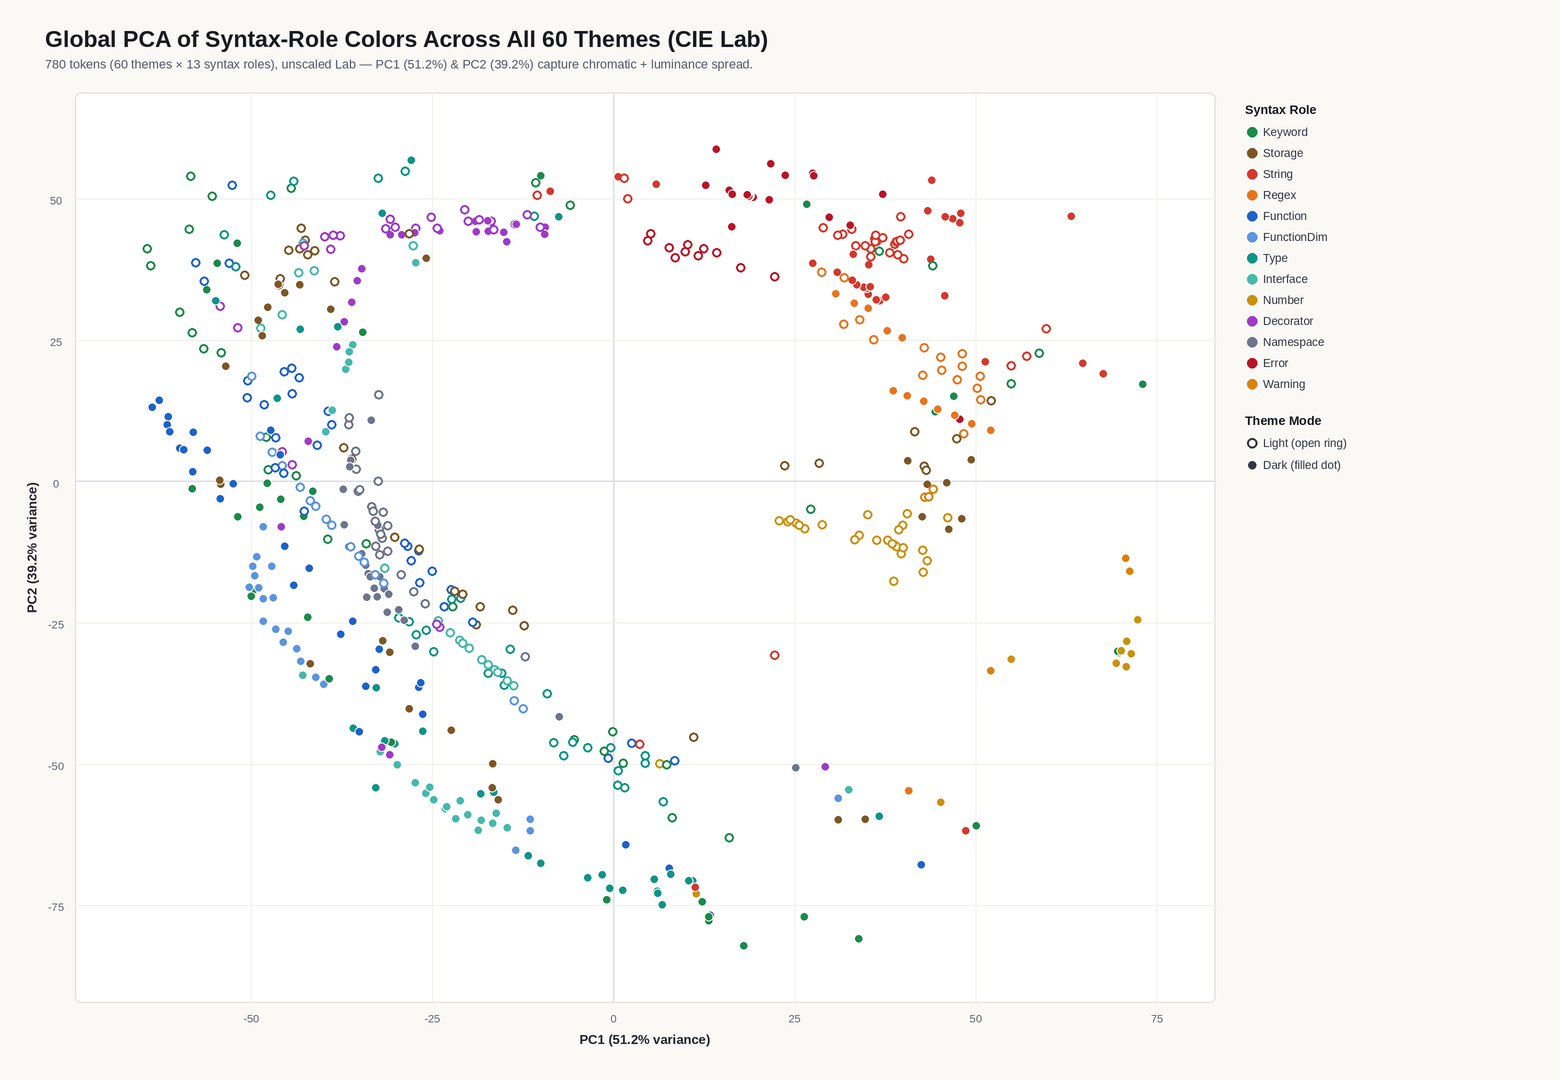 Global PCA of Syntax-Role Colors Across All 60 Themes (CIE Lab)
780 tokens (60 themes × 13 syntax roles), unscaled Lab — PC1 (51.2%) & PC2 (39.2%) capture chromatic + luminance spread.
Syntax Role
Keyword
Storage
String
Regex
Function
FunctionDim
Type
Interface
Number
Decorator
Namespace
Error
Warning
Theme Mode
Light (open ring)
Dark (filled dot)
PC2 (39.2% variance)
50
25
0
-25
-50
-75
-50
-25
0
25
50
75
PC1 (51.2% variance)